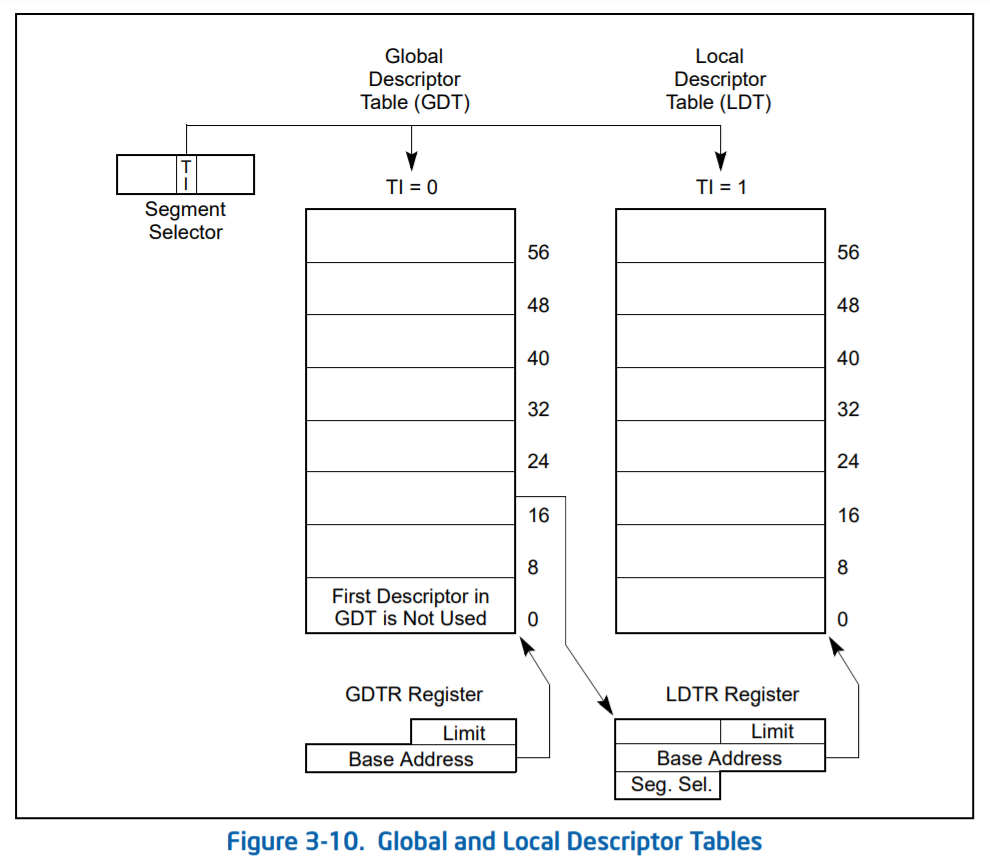 Global
Descriptor
Table (GDT)
Local
Descriptor
Table (LDT)
T
I
Segment
Selector
TI = 0
TI = 1
56
48
40
32
24
16
8
0
First Descriptor in
GDT is Not Used
56
48
40
32
24
16
8
0
GDTR Register
Limit
Base Address
LDTR Register
Limit
Base Address
Seg. Sel.
Figure 3-10. Global and Local Descriptor Tables